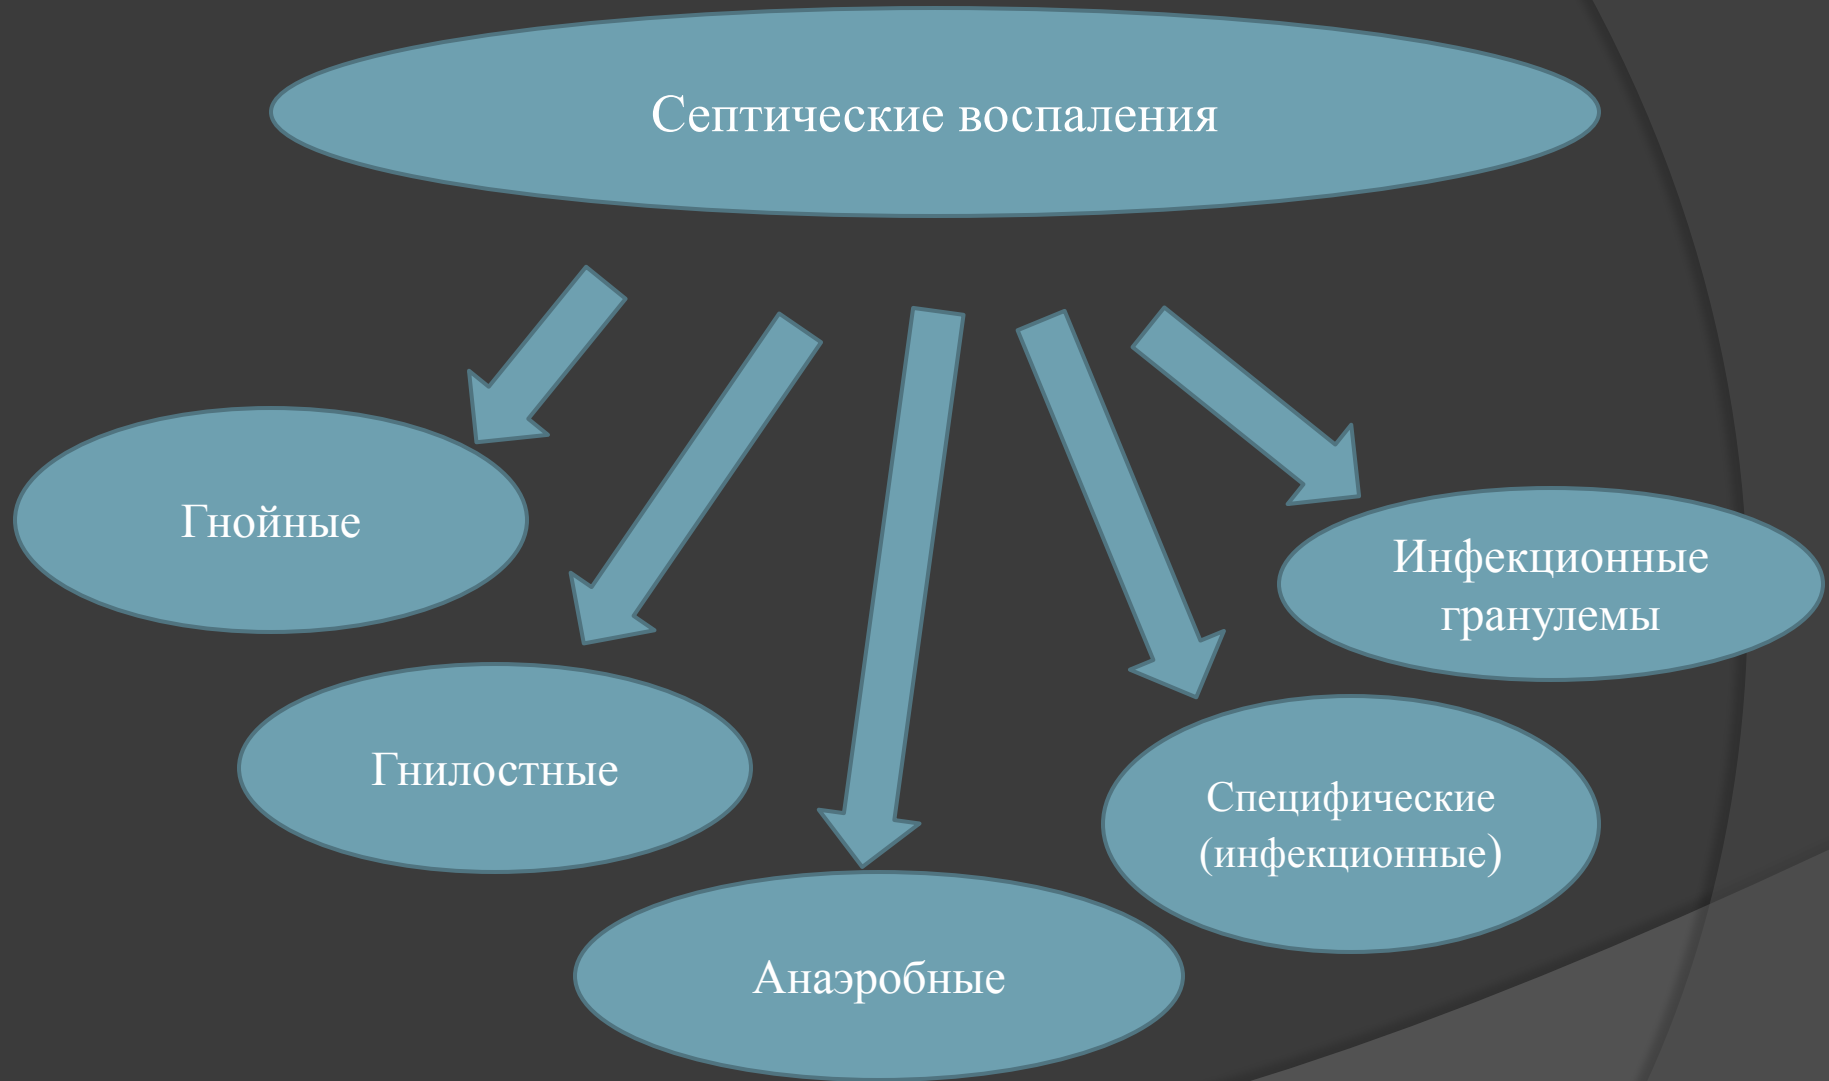 Септические воспаления
Гнойные
Инфекционные
гранулемы
Гнилостные
Специфические
(инфекционные)
Анаэробные